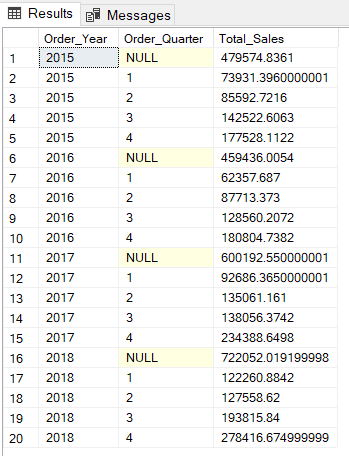 Results Messages
Order_Year Order_Quarter Total_Sales
1 2015 NULL 479574.8361
2 2015 1 73931.3960000001
3 2015 2 85592.7216
4 2015 3 142522.6063
5 2015 4 177528.1122
6 2016 NULL 459436.0054
7 2016 1 62357.687
8 2016 2 87713.373
9 2016 3 128560.2072
10 2016 4 180804.7382
11 2017 NULL 600192.550000001
12 2017 1 92686.3650000001
13 2017 2 135061.161
14 2017 3 138056.3742
15 2017 4 234388.6498
16 2018 NULL 722052.019199998
17 2018 1 122260.8842
18 2018 2 127558.62
19 2018 3 193815.84
20 2018 4 278416.674999999